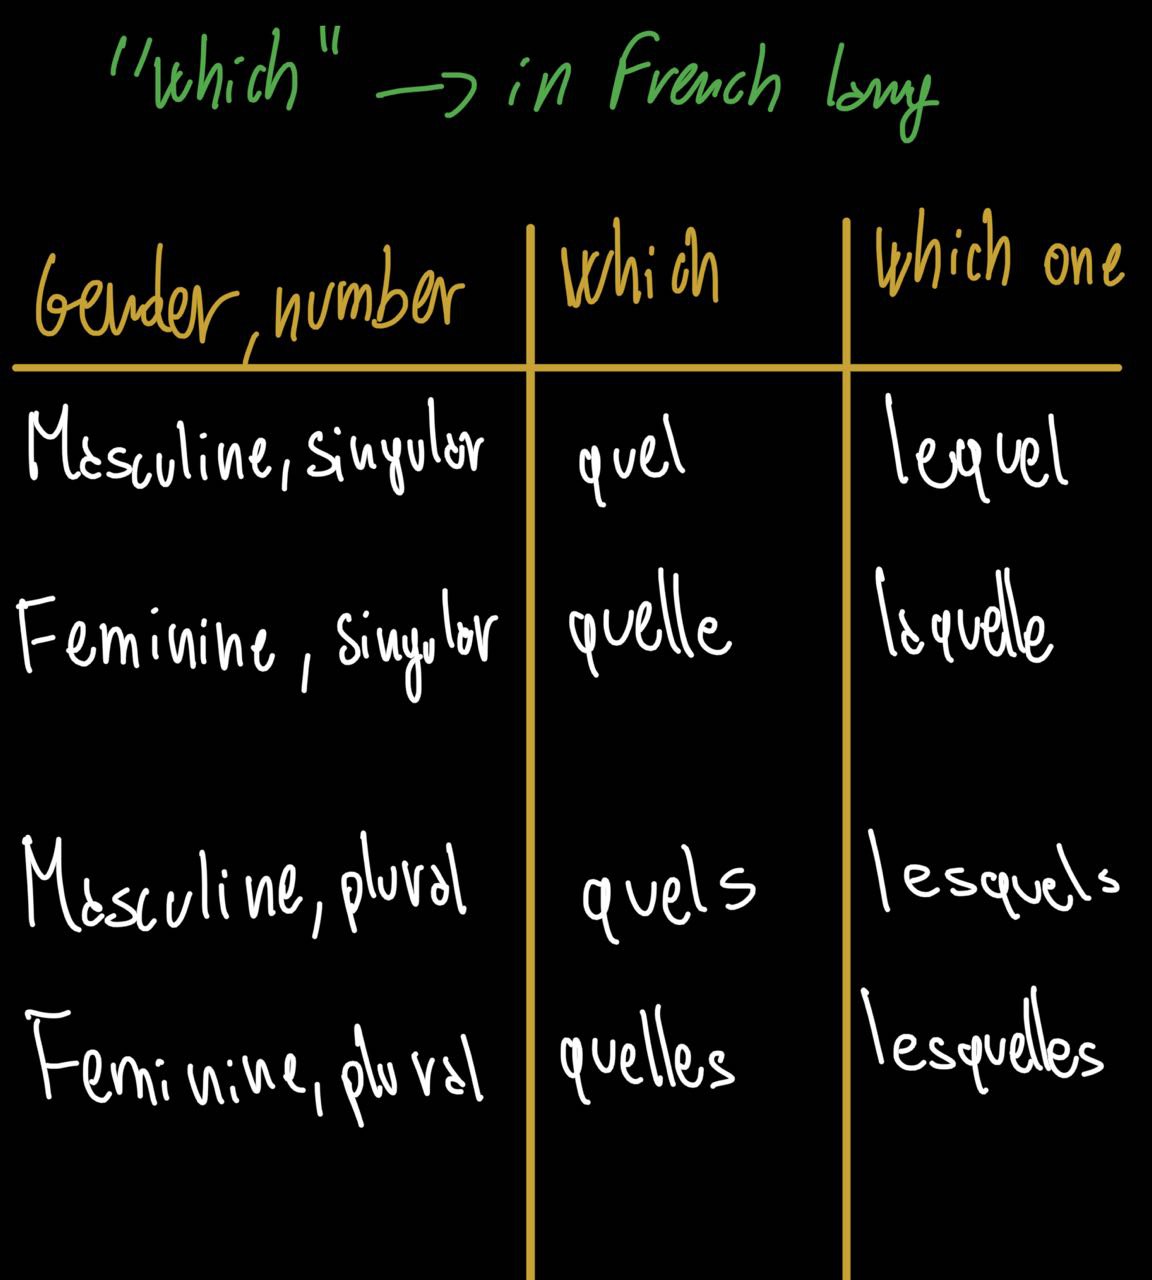 "which" → in French lang
Gender, number which which one
Masculine, singular quel lequel
Feminine, singular quelle laquelle
Masculine, plural quels lesquels
Feminine, plural quelles lesquelles